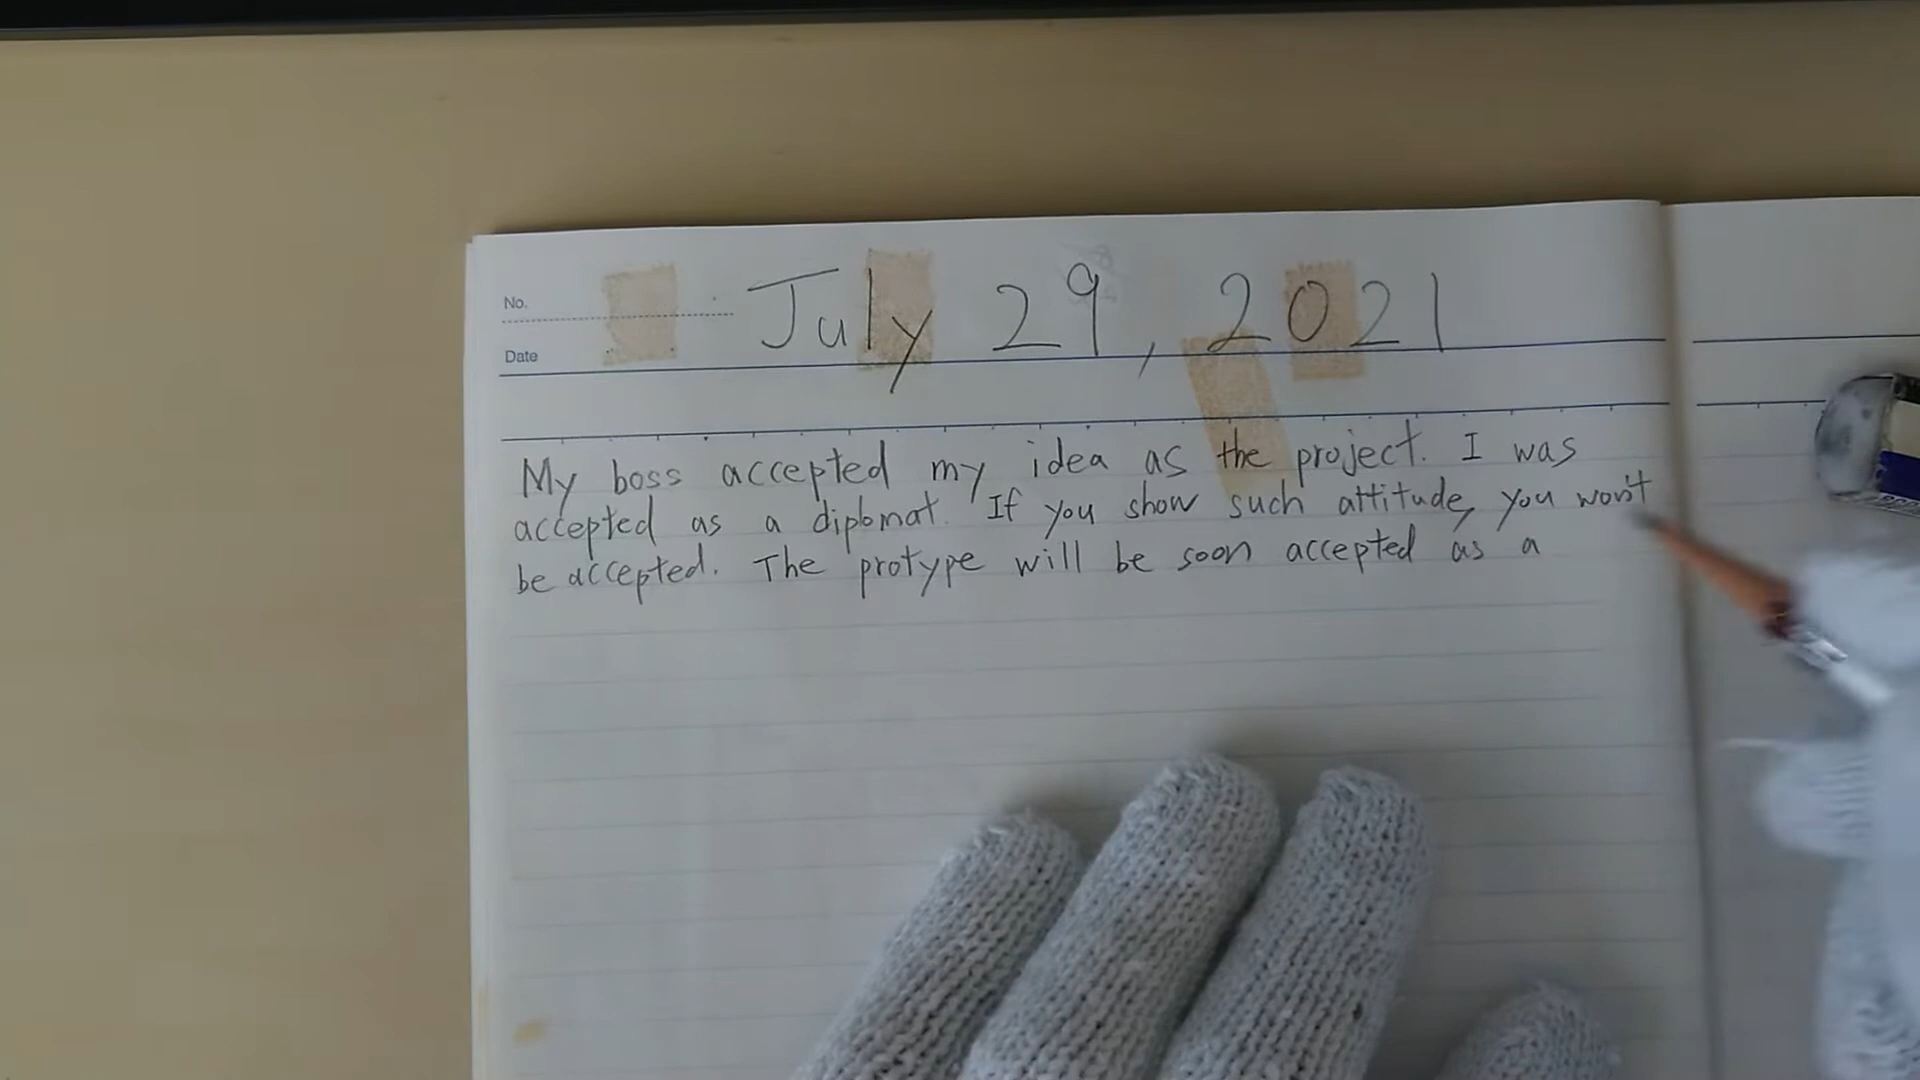 No.
July 29, 2021
Date
My boss accepted my idea as the project. I was
accepted as a diplomat. If you show such attitude, you won't
be accepted. The protype will be soon accepted as a